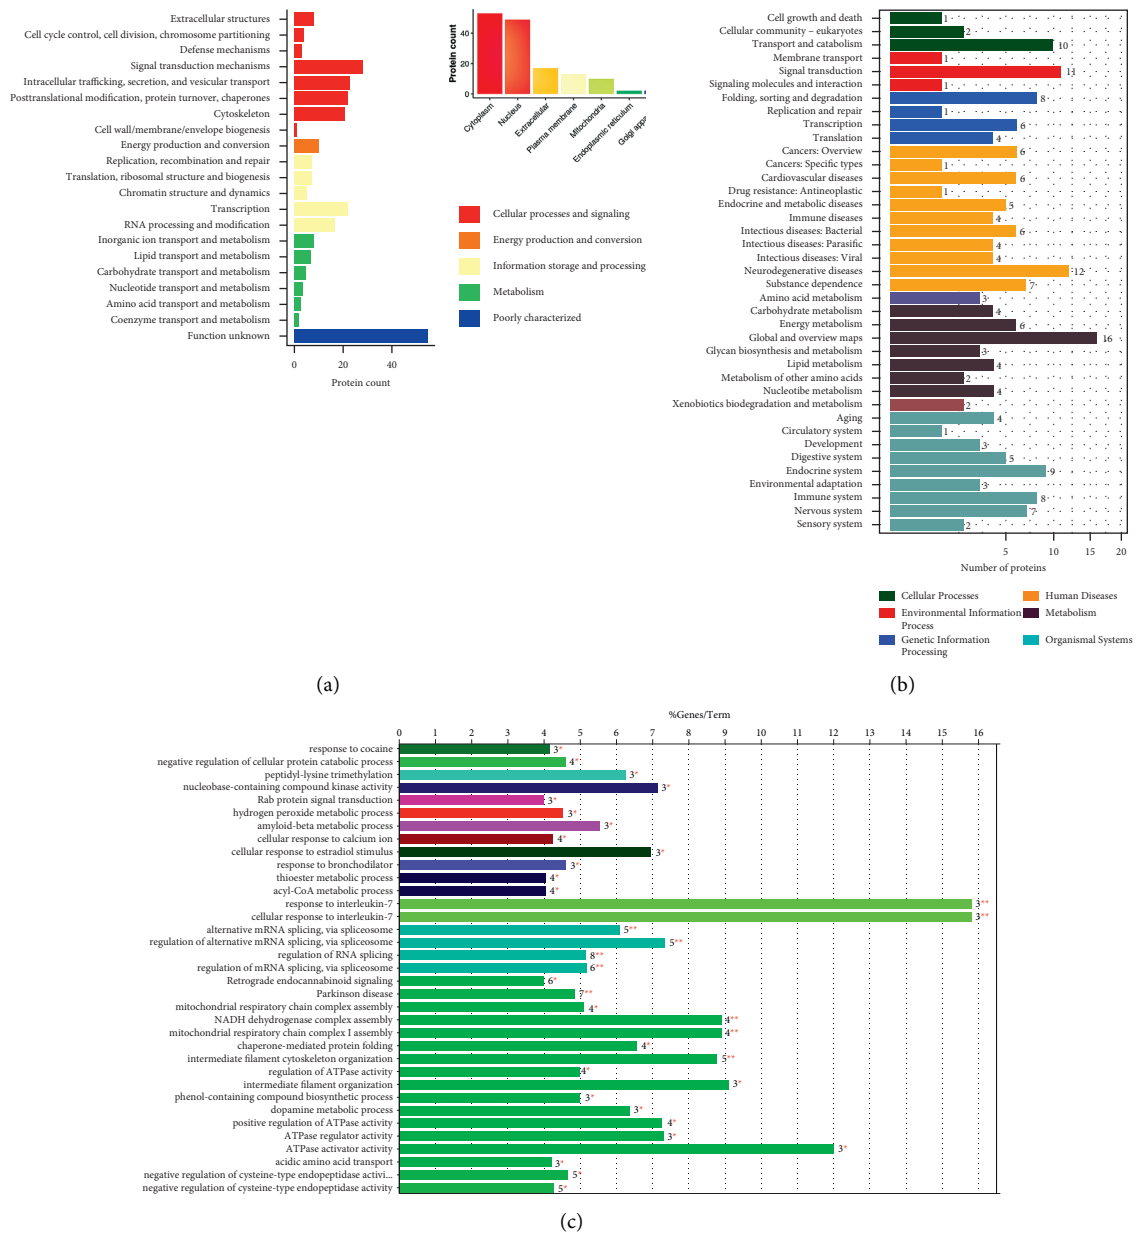 Extracellular structures
Cell cycle control, cell division, chromosome partitioning
Defense mechanisms
Signal transduction mechanisms
Intracellular trafficking, secretion, and vesicular transport
Posttranslational modification, protein turnover, chaperones
Cytoskeleton
Cell wall/membrane/envelope biogenesis
Energy production and conversion
Replication, recombination and repair
Translation, ribosomal structure and biogenesis
Chromatin structure and dynamics
Transcription
RNA processing and modification
Inorganic ion transport and metabolism
Lipid transport and metabolism
Carbohydrate transport and metabolism
Nucleotide transport and metabolism
Amino acid transport and metabolism
Coenzyme transport and metabolism
Function unknown
0 20 40
Protein count
Protein count
40
20
0
Cytoplasm
Nucleus
Extracellular
Plasma membrane
Mitochondria
Endoplasmic reticulum
Golgi appa
Cellular processes and signaling
Energy production and conversion
Information storage and processing
Metabolism
Poorly characterized
(a)
Cell growth and death 1
Cellular community – eukaryotes 2
Transport and catabolism 10
Membrane transport 1
Signal transduction 11
Signaling molecules and interaction 1
Folding, sorting and degradation 8
Replication and repair 1
Transcription 6
Translation 4
Cancers: Overview 6
Cancers: Specific types 1
Cardiovascular diseases 6
Drug resistance: Antineoplastic 1
Endocrine and metabolic diseases 5
Immune diseases 4
Intectious diseases: Bacterial 6
Intectious diseases: Parasific 4
Intectious diseases: Viral 4
Neurodegenerative diseases 12
Substance dependence 7
Amino acid metabolism 3
Carbohydrate metabolism 4
Energy metabolism 6
Global and overview maps 16
Glycan biosynthesis and metabolism 3
Lipid metabolism 4
Metabolism of other amino acids 2
Nucleotibe metabolism 4
Xenobiotics biodegradation and metabolism 2
Aging 4
Circulatory system 1
Development 3
Digestive system 5
Endocrine system 9
Environmental adaptation 3
Immune system 8
Nervous system 7
Sensory system 2
5 10 15 20
Number of proteins
Cellular Processes
Environmental Information
Process
Genetic Information
Processing
Human Diseases
Metabolism
Organismal Systems
(b)
%Genes/Term
0 1 2 3 4 5 6 7 8 9 10 11 12 13 14 15 16
response to cocaine 3*
negative regulation of cellular protein catabolic process 4*
peptidyl-lysine trimethylation 3*
nucleobase-containing compound kinase activity 3*
Rab protein signal transduction 3*
hydrogen peroxide metabolic process 3*
amyloid-beta metabolic process 3*
cellular response to calcium ion 4*
cellular response to estradiol stimulus 3*
response to bronchodilator 3*
thioester metabolic process 4*
acyl-CoA metabolic process 4*
response to interleukin-7 3**
cellular response to interleukin-7 3**
alternative mRNA splicing, via spliceosome 5**
regulation of alternative mRNA splicing, via spliceosome 5**
regulation of RNA splicing 8**
regulation of mRNA splicing, via spliceosome 6**
Retrograde endocannabinoid signaling 6*
Parkinson disease 7**
mitochondrial respiratory chain complex assembly 4*
NADH dehydrogenase complex assembly 4**
mitochondrial respiratory chain complex I assembly 4**
chaperone-mediated protein folding 4*
intermediate filament cytoskeleton organization 5**
regulation of ATPase activity 4*
intermediate filament organization 3*
phenol-containing compound biosynthetic process 3*
dopamine metabolic process 3*
positive regulation of ATPase activity 4*
ATPase regulator activity 3*
ATPase activator activity 3*
acidic amino acid transport 3*
negative regulation of cysteine-type endopeptidase activi... 5*
negative regulation of cysteine-type endopeptidase activity 5*
(c)